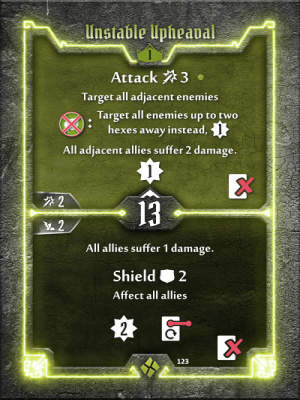 Unstable Upheaval
1
Attack 3
Target all adjacent enemies
: Target all enemies up to two
hexes away instead, 1
All adjacent allies suffer 2 damage.
1
2
13
2
All allies suffer 1 damage.
Shield 2
Affect all allies
2
123